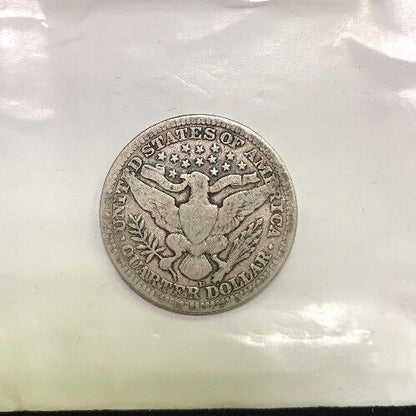 UNITED STATES OF AMERICA
D
· QUARTER DOLLAR ·